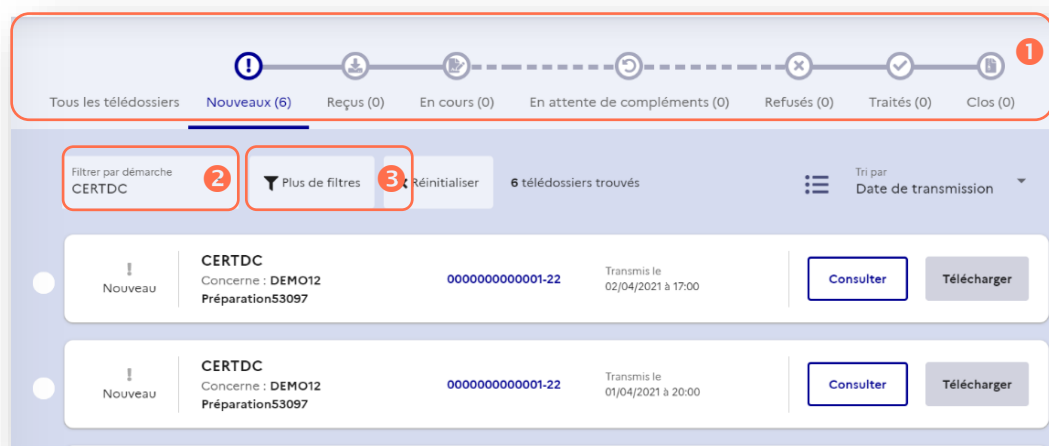 1
Tous les télédossiers
Nouveaux (6)
Reçus (0)
En cours (0)
En attente de compléments (0)
Refusés (0)
Traités (0)
Clos (0)
Filtrer par démarche
CERTDC
2
Plus de filtres
3
Réinitialiser
6 télédossiers trouvés
Tri par
Date de transmission
!
Nouveau
CERTDC
Concerne : DEMO12
Préparation53097
0000000000001-22
Transmis le
02/04/2021 à 17:00
Consulter
Télécharger
!
Nouveau
CERTDC
Concerne : DEMO12
Préparation53097
0000000000001-22
Transmis le
01/04/2021 à 20:00
Consulter
Télécharger